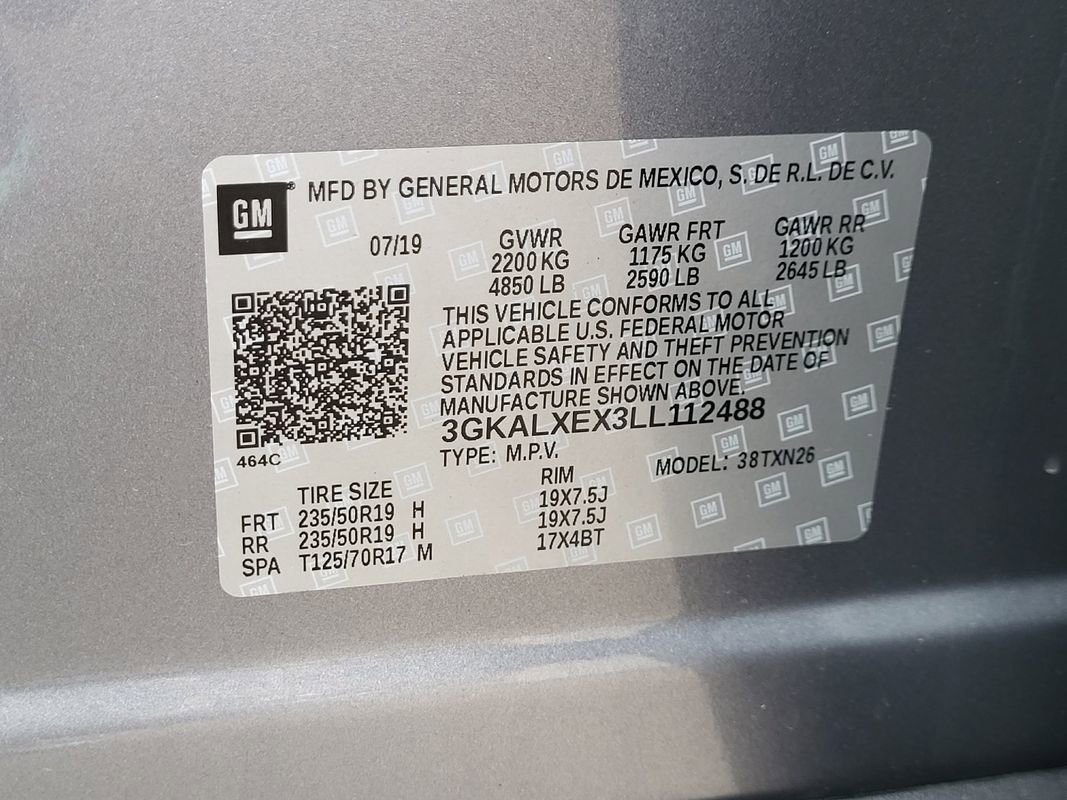 GM ® MFD BY GENERAL MOTORS DE MEXICO, S. DE R.L. DE C.V.
07/19 GVWR GAWR FRT GAWR RR
2200 KG 1175 KG 1200 KG
4850 LB 2590 LB 2645 LB
THIS VEHICLE CONFORMS TO ALL
APPLICABLE U.S. FEDERAL MOTOR
VEHICLE SAFETY AND THEFT PREVENTION
STANDARDS IN EFFECT ON THE DATE OF
MANUFACTURE SHOWN ABOVE.
3GKALXEX3LL112488
464C
TYPE: M.P.V. MODEL: 38TXN26
TIRE SIZE RIM
FRT 235/50R19 H 19X7.5J
RR 235/50R19 H 19X7.5J
SPA T125/70R17 M 17X4BT